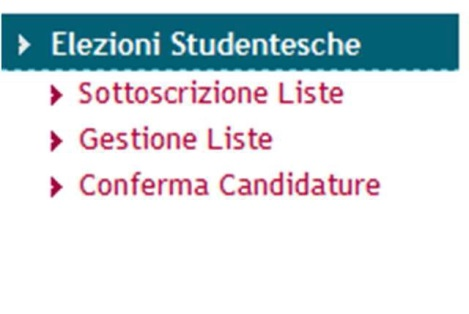 Elezioni Studentesche
Sottoscrizione Liste
Gestione Liste
Conferma Candidature